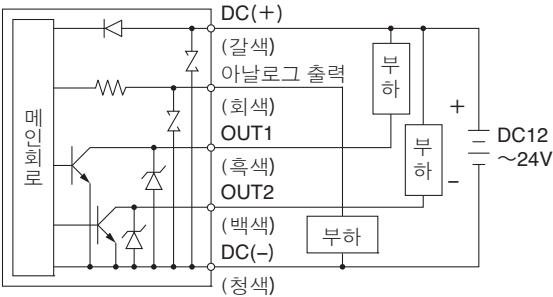 DC(+)
(갈색)
아날로그 출력
(회색)
OUT1
(흑색)
OUT2
(백색)
DC(−)
(청색)
메인회로
부하
부하
부하
+
−
DC12
～24V